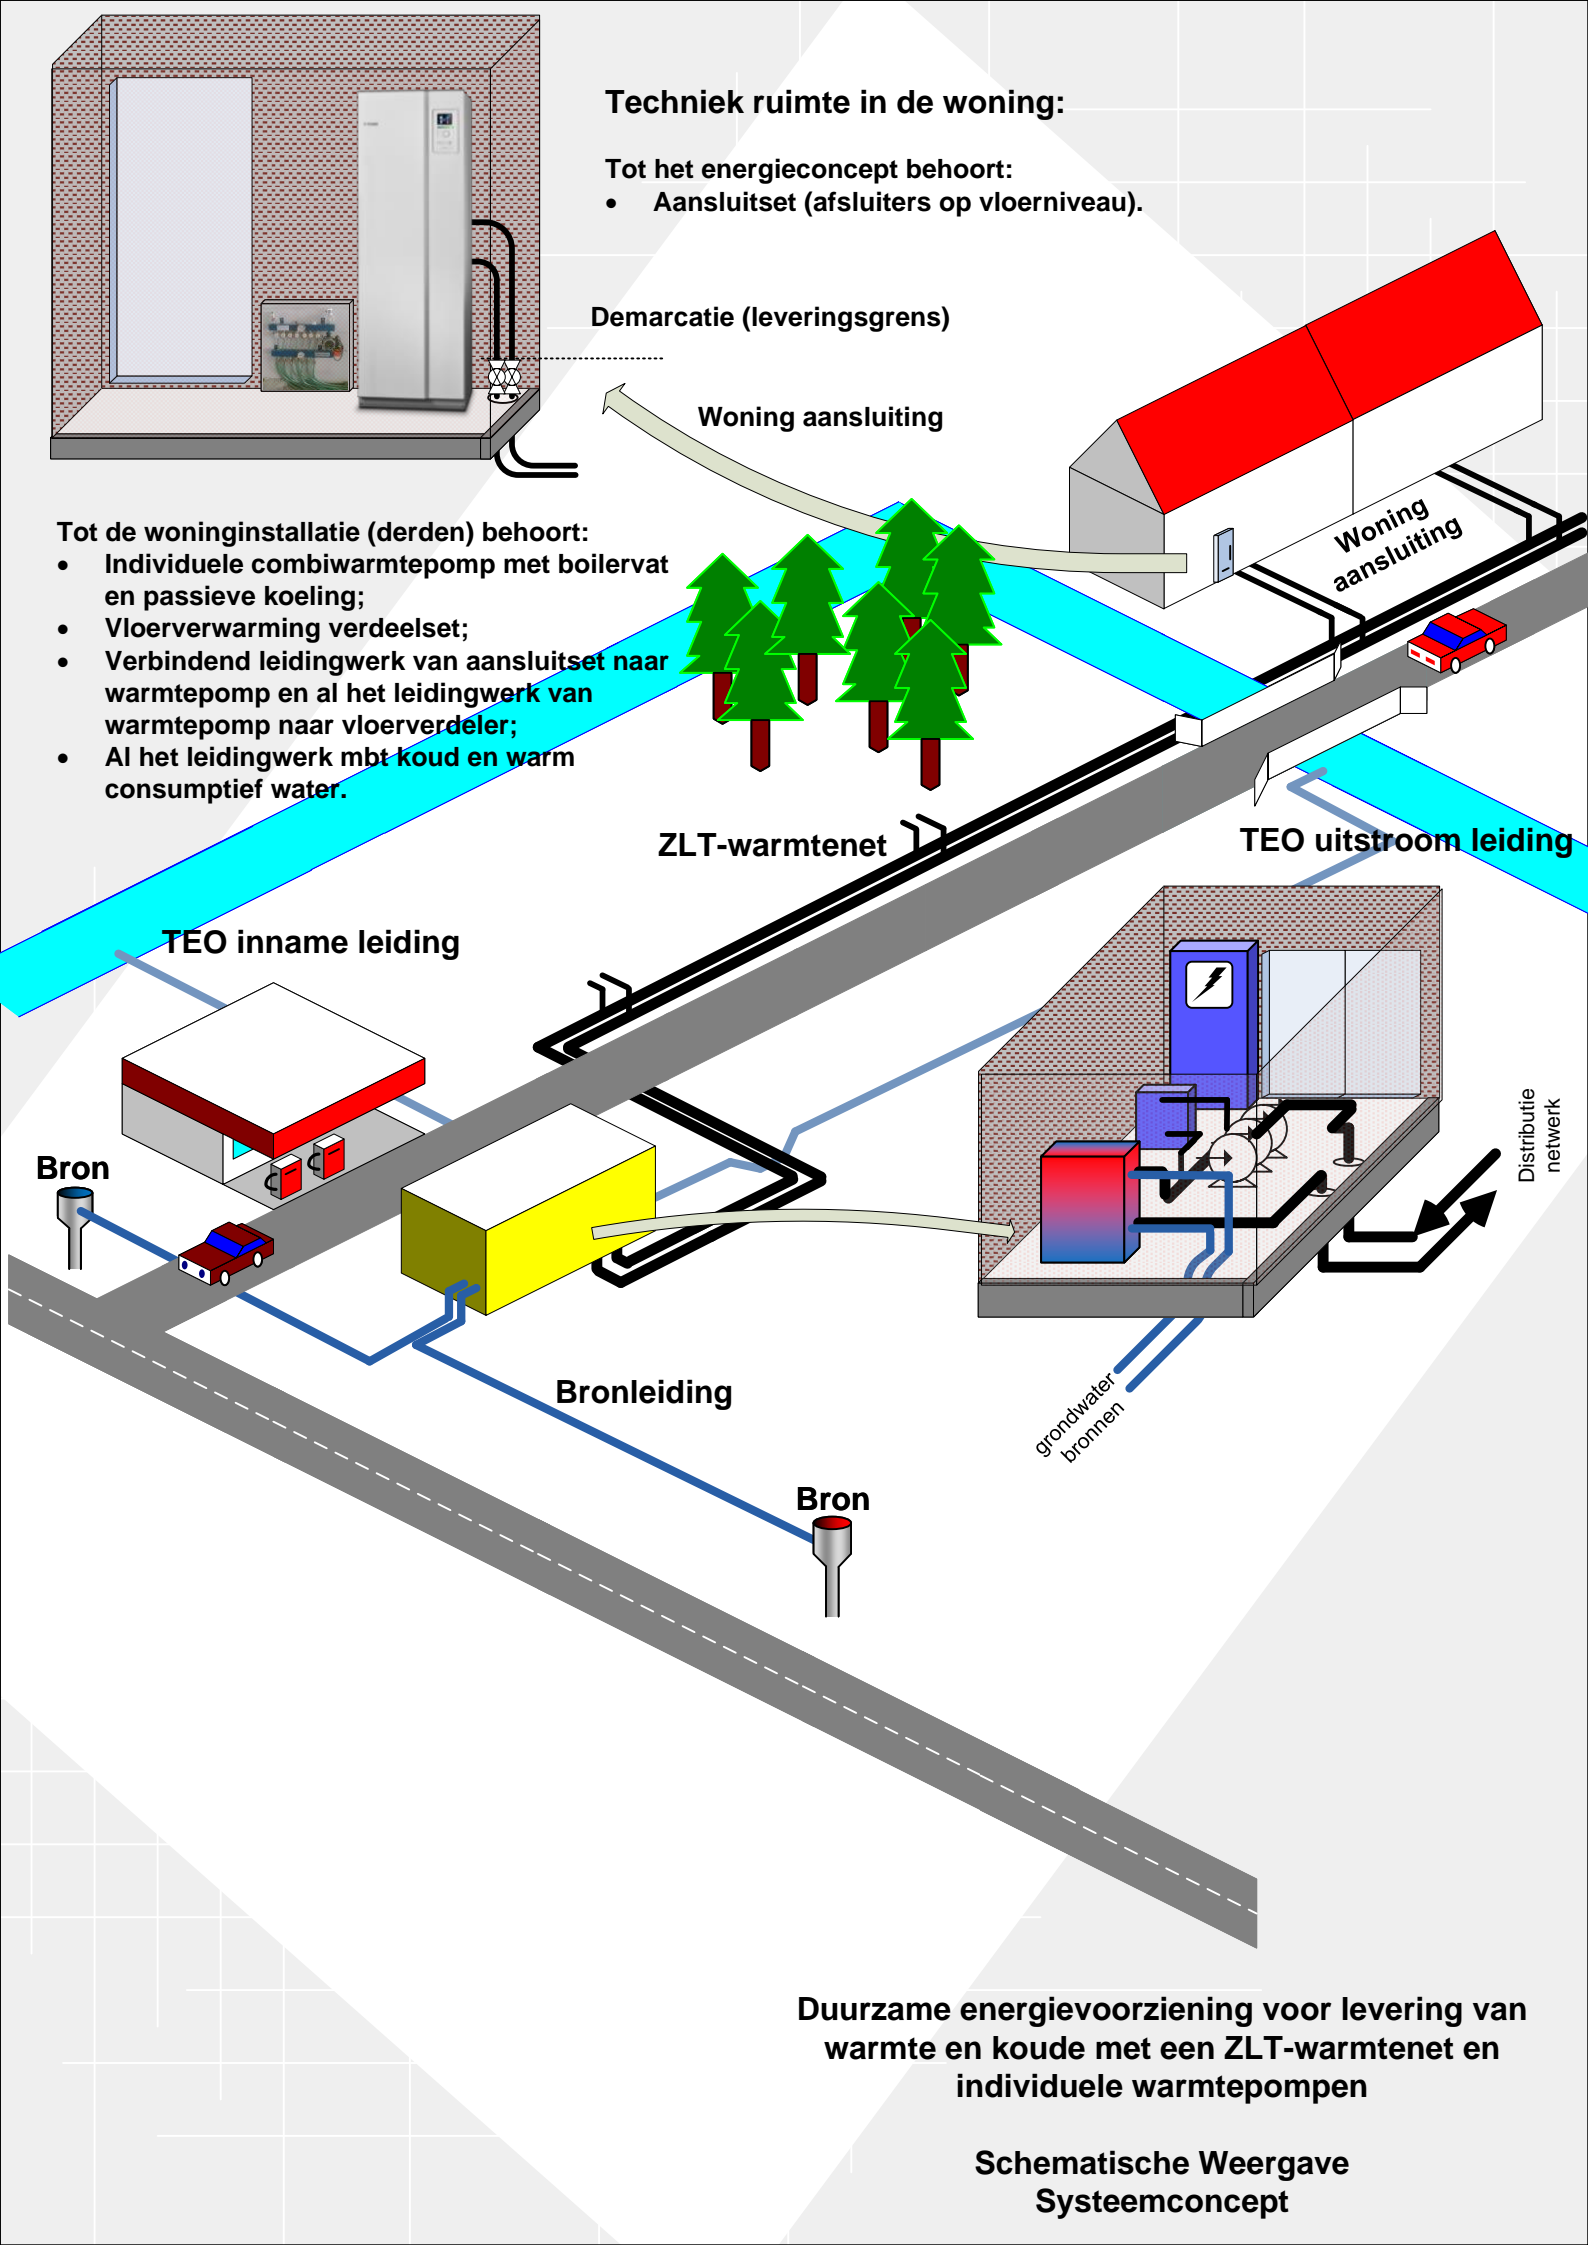 Techniek ruimte in de woning:
Tot het energieconcept behoort:
• Aansluitset (afsluiters op vloerniveau).
Demarcatie (leveringsgrens)
Woning aansluiting
Tot de woninginstallatie (derden) behoort:
• Individuele combiwarmtepomp met boilervat
en passieve koeling;
• Vloerverwarming verdeelset;
• Verbindend leidingwerk van aansluitset naar
warmtepomp en al het leidingwerk van
warmtepomp naar vloerverdeler;
• Al het leidingwerk mbt koud en warm
consumptief water.
Woning
aansluiting
ZLT-warmtenet
TEO uitstroom leiding
TEO inname leiding
Distributie
netwerk
Bron
Bronleiding
grondwater
bronnen
Bron
Duurzame energievoorziening voor levering van
warmte en koude met een ZLT-warmtenet en
individuele warmtepompen
Schematische Weergave
Systeemconcept